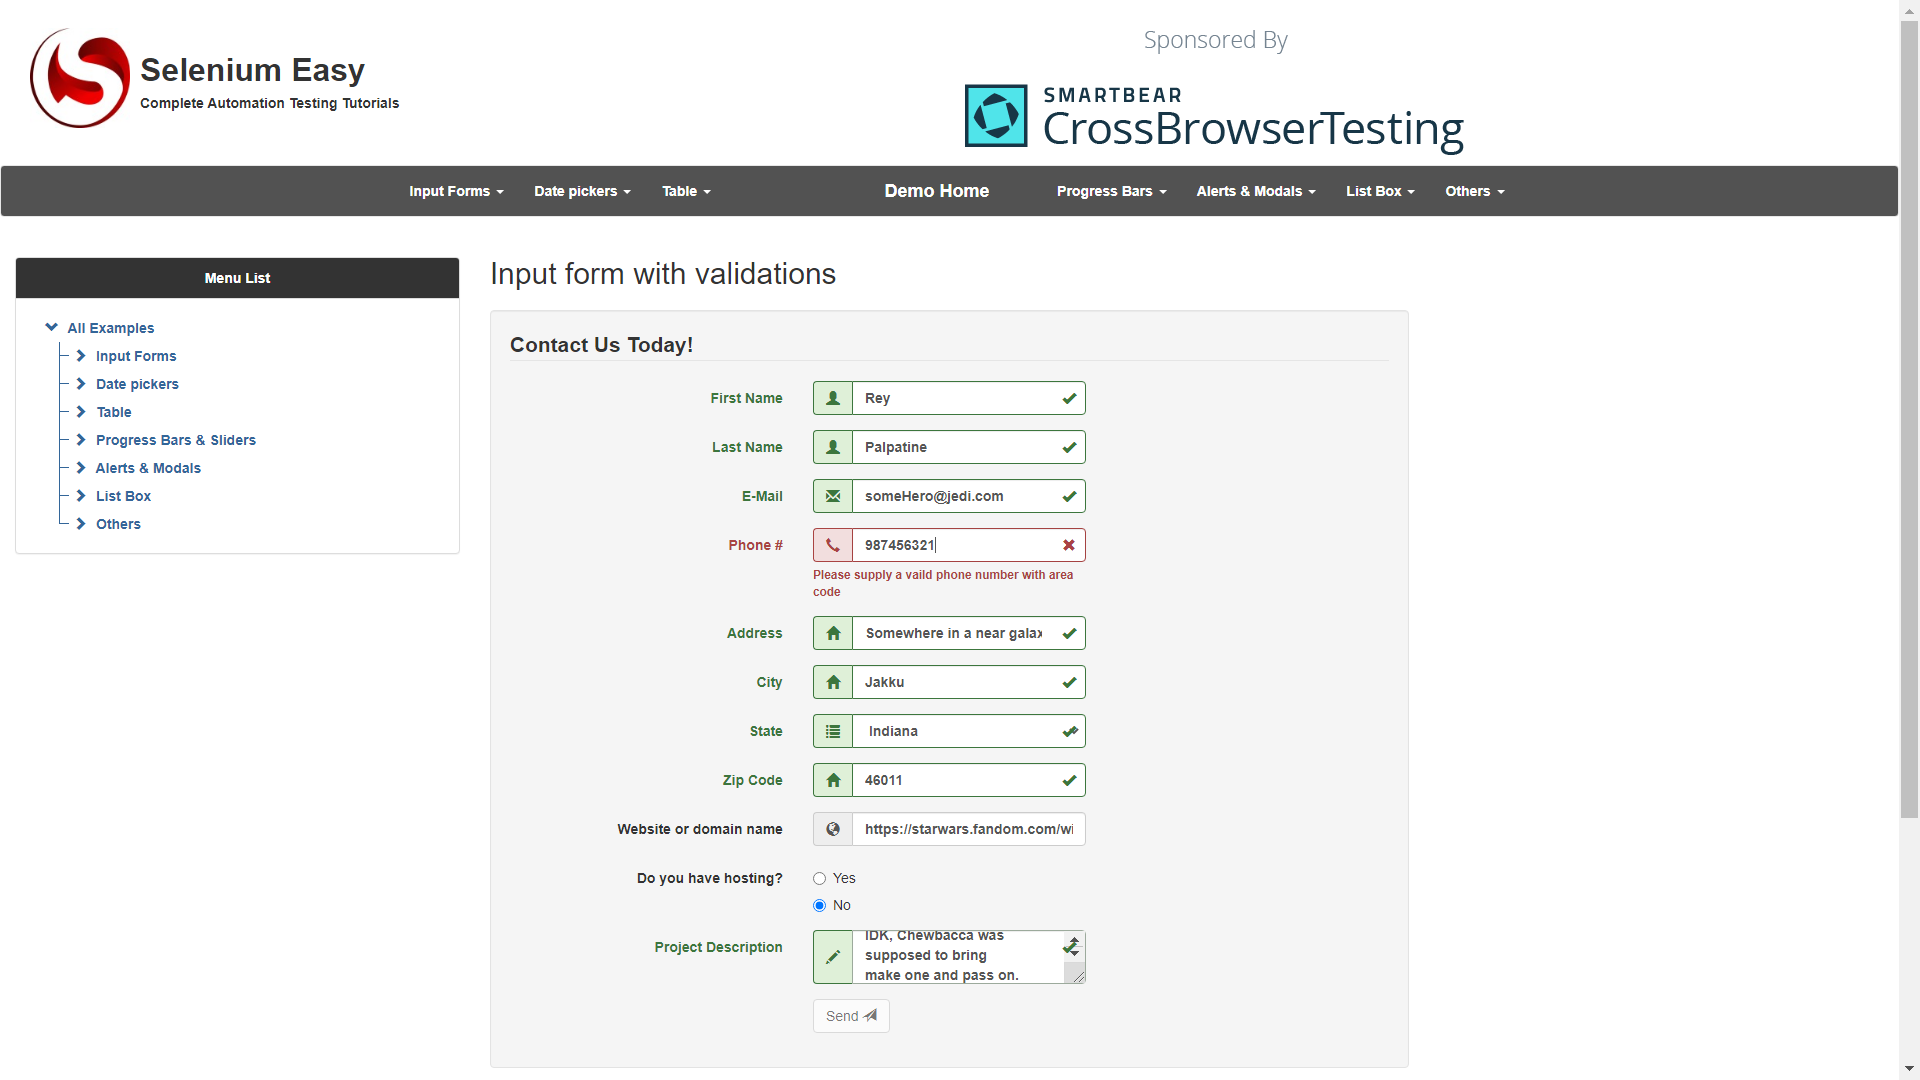 Selenium Easy
Complete Automation Testing Tutorials
Sponsored By
SMARTBEAR
CrossBrowserTesting
Input Forms
Date pickers
Table
Demo Home
Progress Bars
Alerts & Modals
List Box
Others
Menu List
All Examples
Input Forms
Date pickers
Table
Progress Bars & Sliders
Alerts & Modals
List Box
Others
Input form with validations
Contact Us Today!
First Name
Rey
Last Name
Palpatine
E-Mail
someHero@jedi.com
Phone #
987456321
Please supply a vaild phone number with area
code
Address
Somewhere in a near galax
City
Jakku
State
Indiana
Zip Code
46011
Website or domain name
https://starwars.fandom.com/wi
Do you have hosting?
Yes
No
Project Description
IDK, Chewbacca was
supposed to bring
make one and pass on.
Send